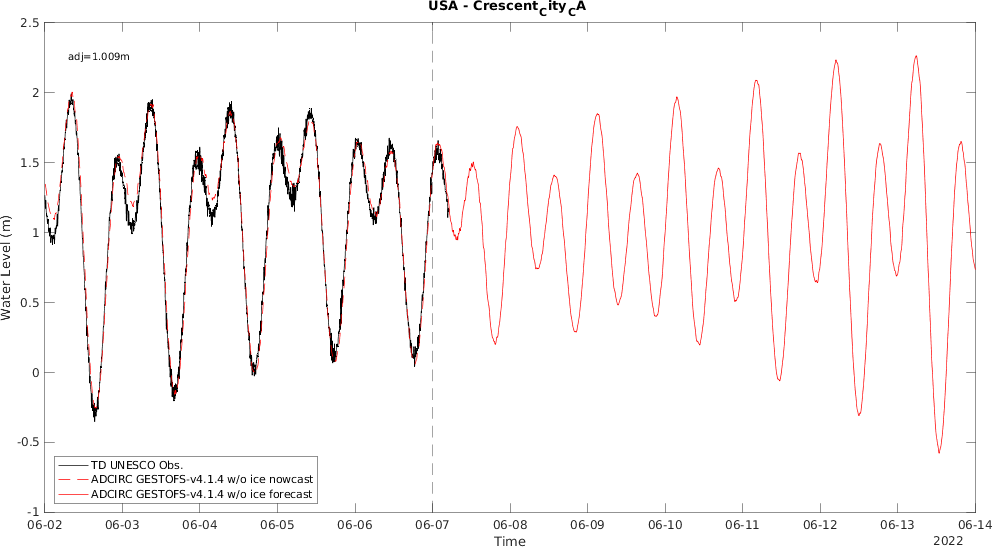 USA - Crescent_City_CA
adj=1.009m
2.5
2
1.5
1
0.5
0
-0.5
-1
Water Level (m)
TD UNESCO Obs.
ADCIRC GESTOFS-v4.1.4 w/o ice nowcast
ADCIRC GESTOFS-v4.1.4 w/o ice forecast
06-02 06-03 06-04 06-05 06-06 06-07 06-08 06-09 06-10 06-11 06-12 06-13 06-14
Time
2022